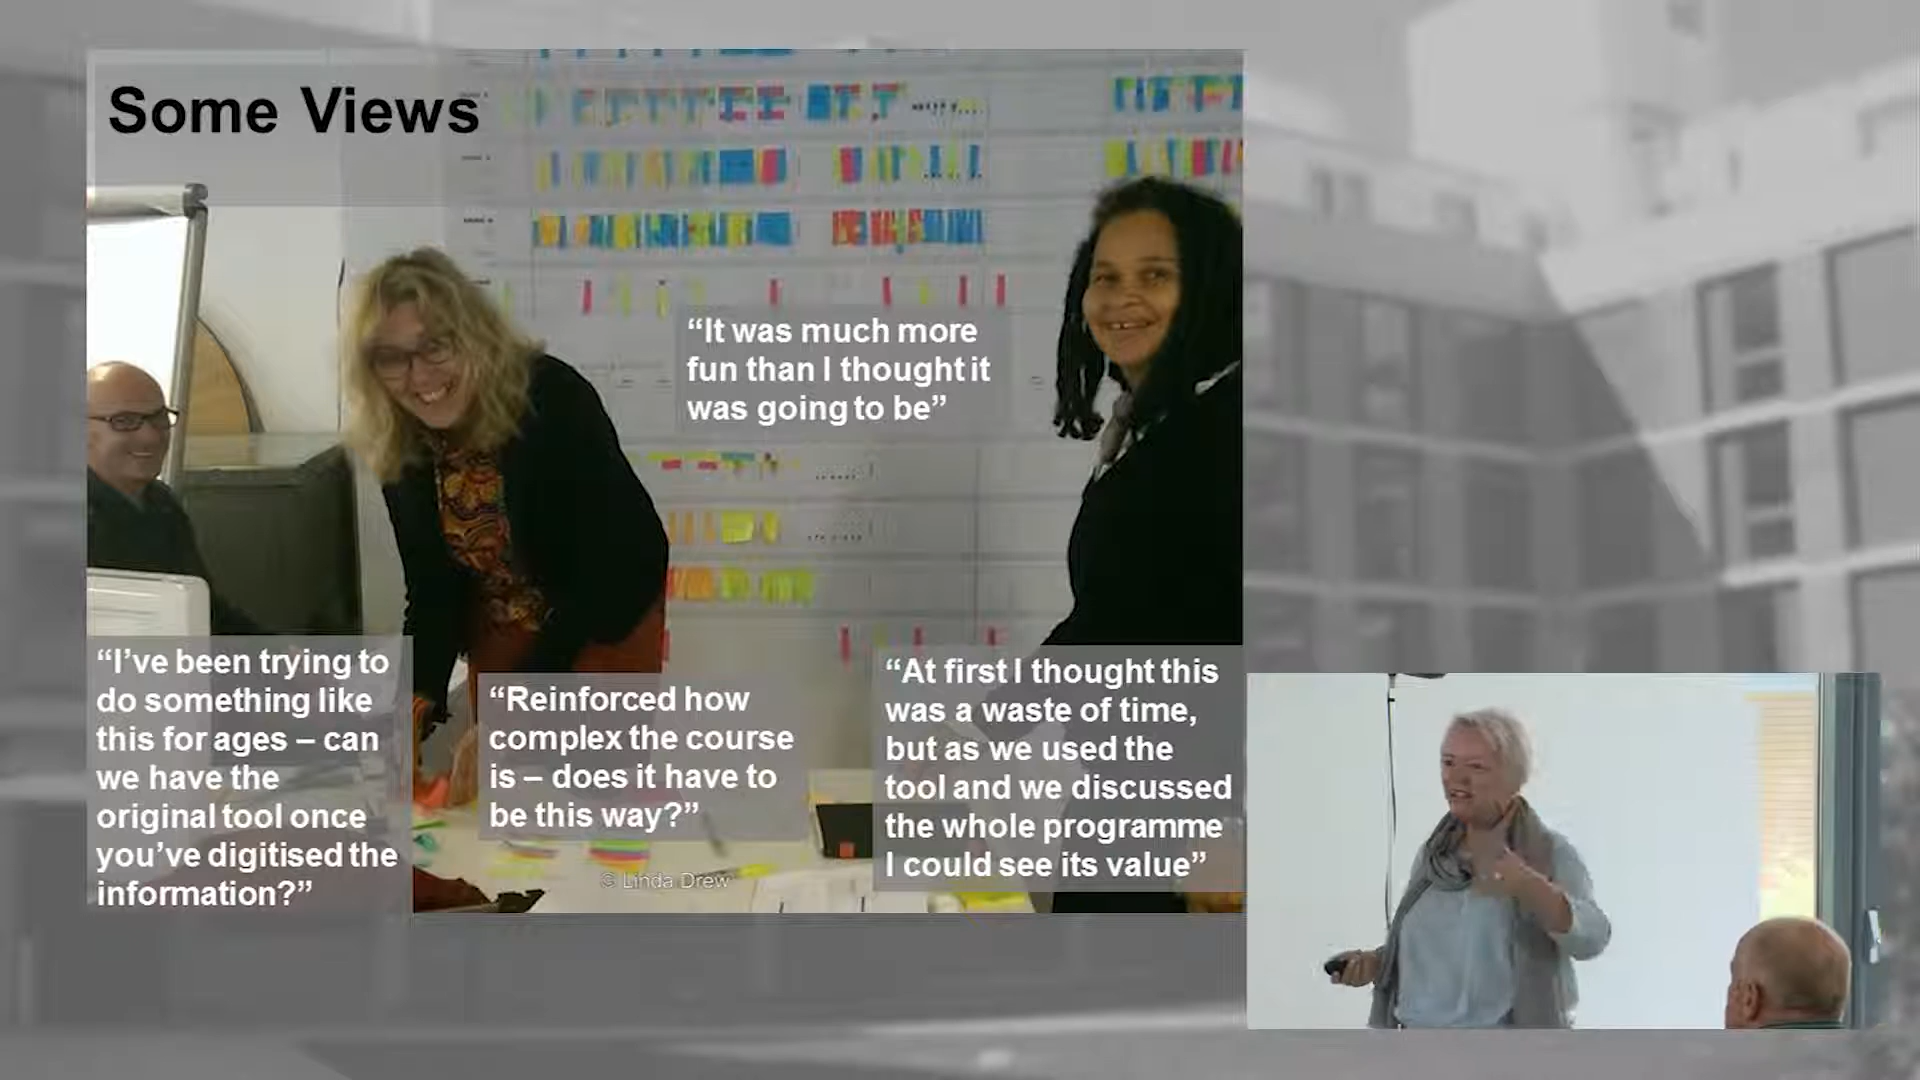 Some Views
“It was much more
fun than I thought it
was going to be”
“I’ve been trying to
do something like
this for ages – can
we have the
original tool once
you’ve digitised the
information?”
“Reinforced how
complex the course
is – does it have to
be this way?”
“At first I thought this
was a waste of time,
but as we used the
tool and we discussed
the whole programme
I could see its value”
© Linda Drew